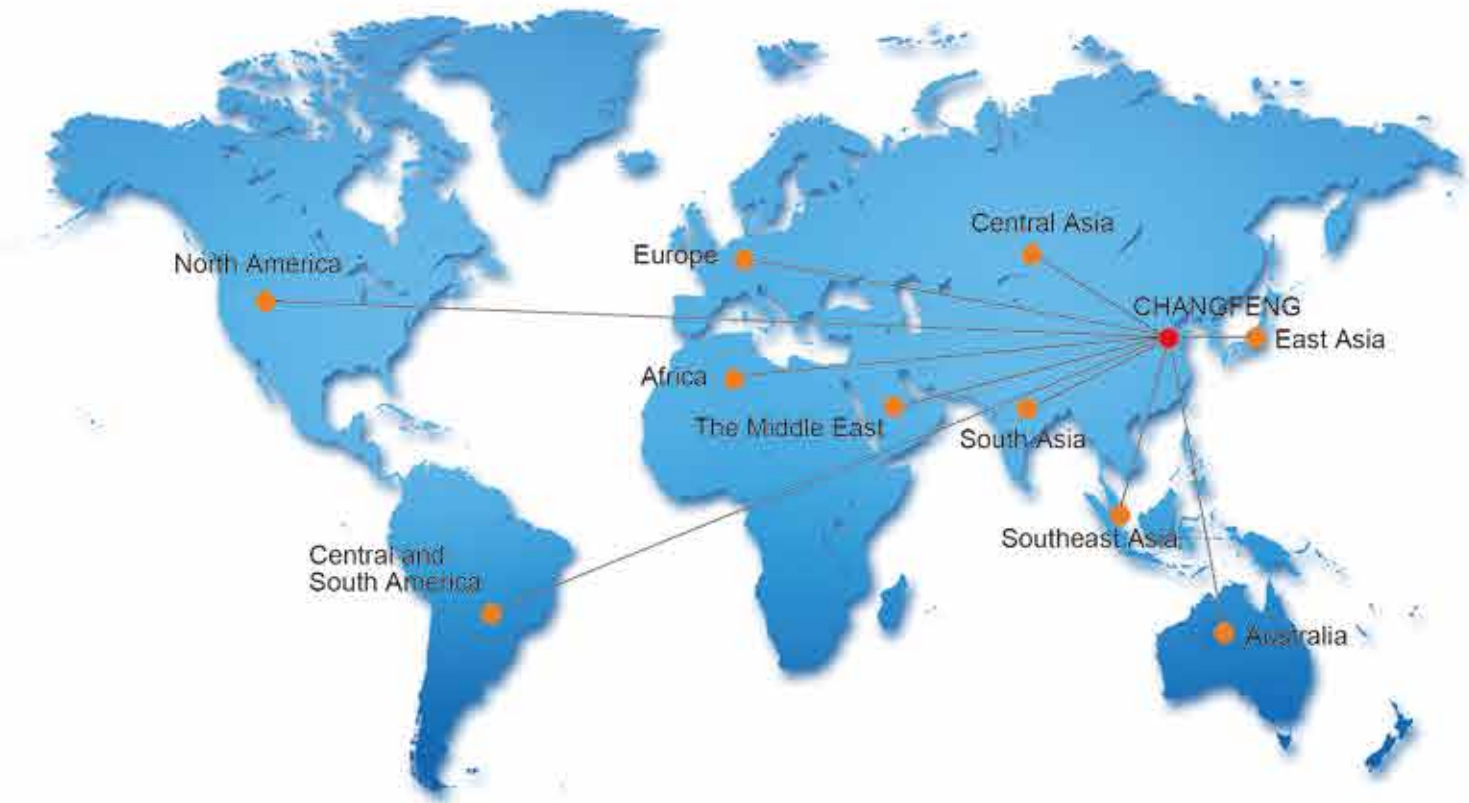 Central Asia
Europe
North America
CHANGFENG
East Asia
Africa
The Middle East
South Asia
Southeast Asia
Central and
South America
Australia